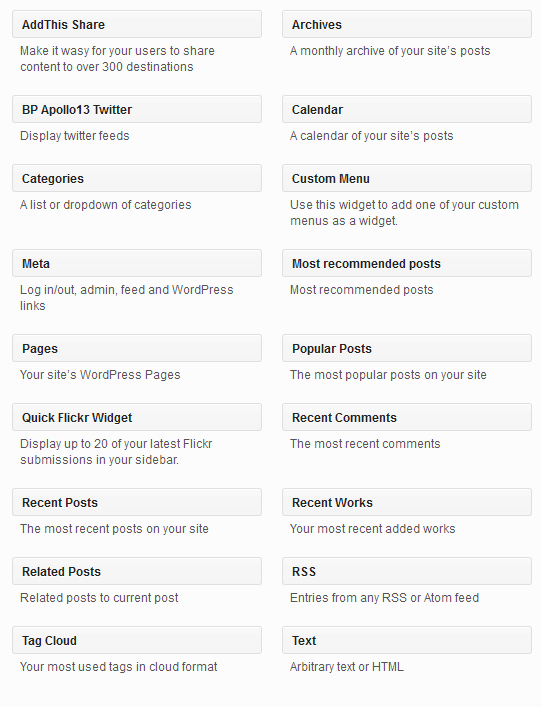 AddThis Share
Make it wasy for your users to share
content to over 300 destinations
Archives
A monthly archive of your site's posts
BP Apollo13 Twitter
Display twitter feeds
Calendar
A calendar of your site's posts
Categories
A list or dropdown of categories
Custom Menu
Use this widget to add one of your custom
menus as a widget.
Meta
Log in/out, admin, feed and WordPress
links
Most recommended posts
Most recommended posts
Pages
Your site's WordPress Pages
Popular Posts
The most popular posts on your site
Quick Flickr Widget
Display up to 20 of your latest Flickr
submissions in your sidebar.
Recent Comments
The most recent comments
Recent Posts
The most recent posts on your site
Recent Works
Your most recent added works
Related Posts
Related posts to current post
RSS
Entries from any RSS or Atom feed
Tag Cloud
Your most used tags in cloud format
Text
Arbitrary text or HTML